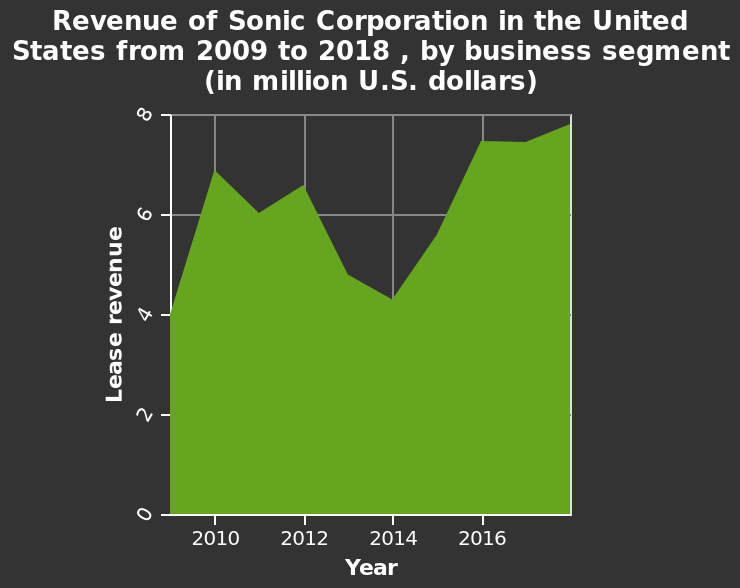 Revenue of Sonic Corporation in the United
States from 2009 to 2018 , by business segment
(in million U.S. dollars)
8
6
4
2
0
Lease revenue
2010 2012 2014 2016
Year